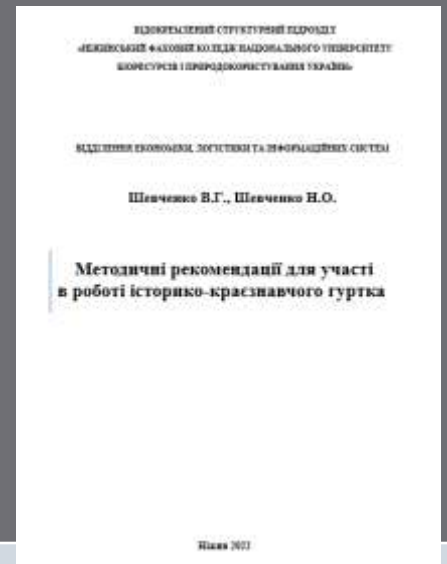 ВІДОКРЕМЛЕНИЙ СТРУКТУРНИЙ ПІДРОЗДІЛ
«НІЖИНСЬКИЙ ФАХОВИЙ КОЛЕДЖ НАЦІОНАЛЬНОГО УНІВЕРСИТЕТУ
БІОРЕСУРСІВ І ПРИРОДОКОРИСТУВАННЯ УКРАЇНИ»
ВІДДІЛЕННЯ ЕКОНОМІКИ, ЛОГІСТИКИ ТА ІНФОРМАЦІЙНИХ СИСТЕМ
Шевченко В.Г., Шевченко Н.О.
Методичні рекомендації для участі
в роботі історико-краєзнавчого гуртка
Ніжин 2022